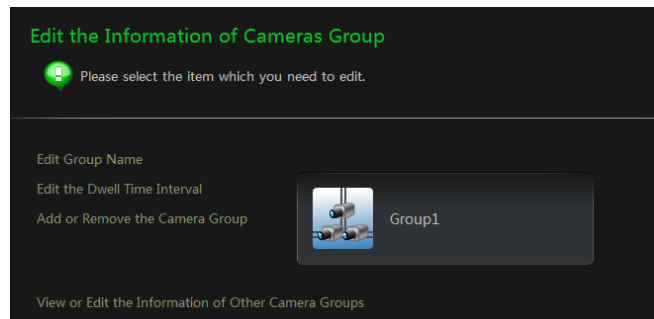 Edit the Information of Cameras Group
Please select the item which you need to edit.
Edit Group Name
Edit the Dwell Time Interval
Add or Remove the Camera Group
Group1
View or Edit the Information of Other Camera Groups